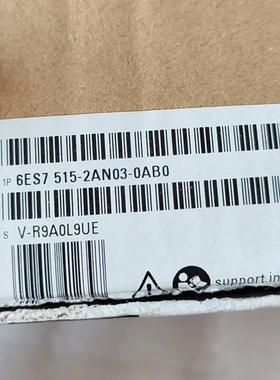 1P 6ES7 515-2AN03-0AB0
S V-R9A0L9UE
support.in